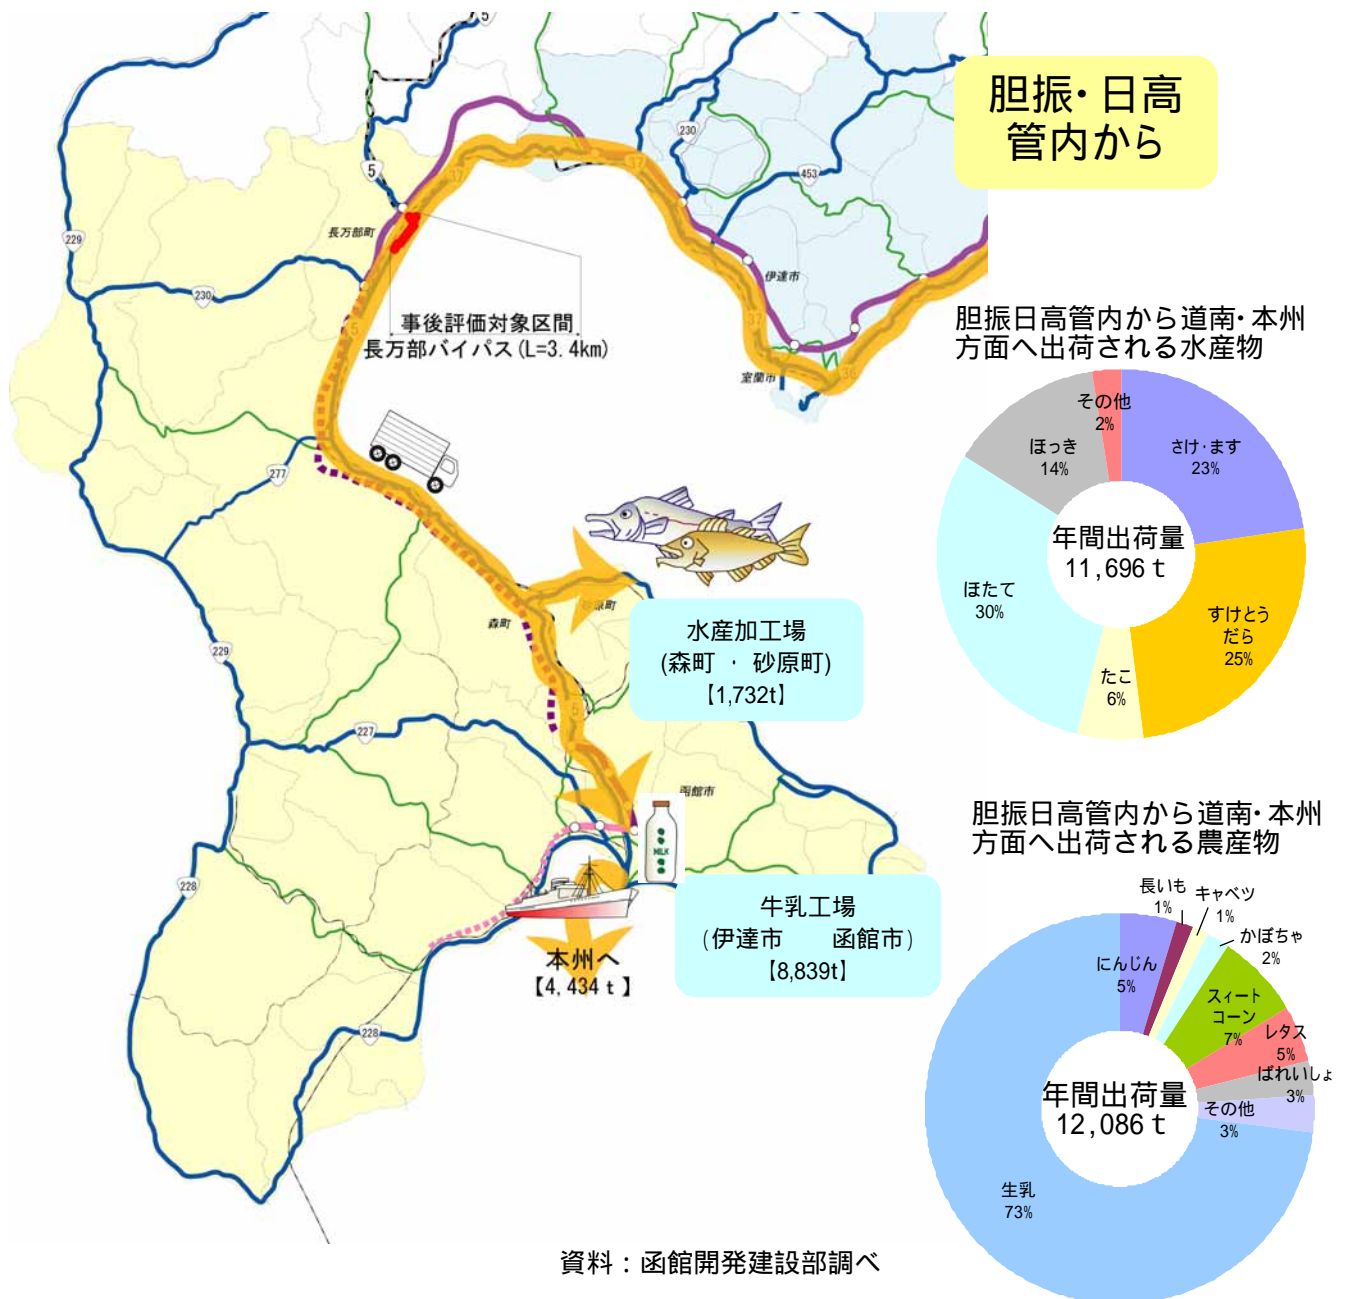 胆振・日高
管内から
5
5
230
453
229
長万部町
37
37
伊達市
230
事後評価対象区間
長万部バイパス(L=3.4km)
5
37
室蘭市
36
胆振日高管内から道南・本州
方面へ出荷される水産物
その他
2%
ほっき
14%
さけ・ます
23%
年間出荷量
11,696 t
ほたて
30%
すけとう
だら
25%
たこ
6%
277
森町
砂原町
水産加工場
(森町 ・ 砂原町)
【1,732t】
229
227
5
函館市
MILK
牛乳工場
(伊達市 函館市)
【8,839t】
228
本州へ
【4,434 t 】
228
胆振日高管内から道南・本州
方面へ出荷される農産物
長いも
1%
キャベツ
1%
かぼちゃ
2%
にんじん
5%
スィート
コーン
7%
レタス
5%
ばれいしょ
3%
その他
3%
年間出荷量
12,086 t
生乳
73%
資料：函館開発建設部調べ